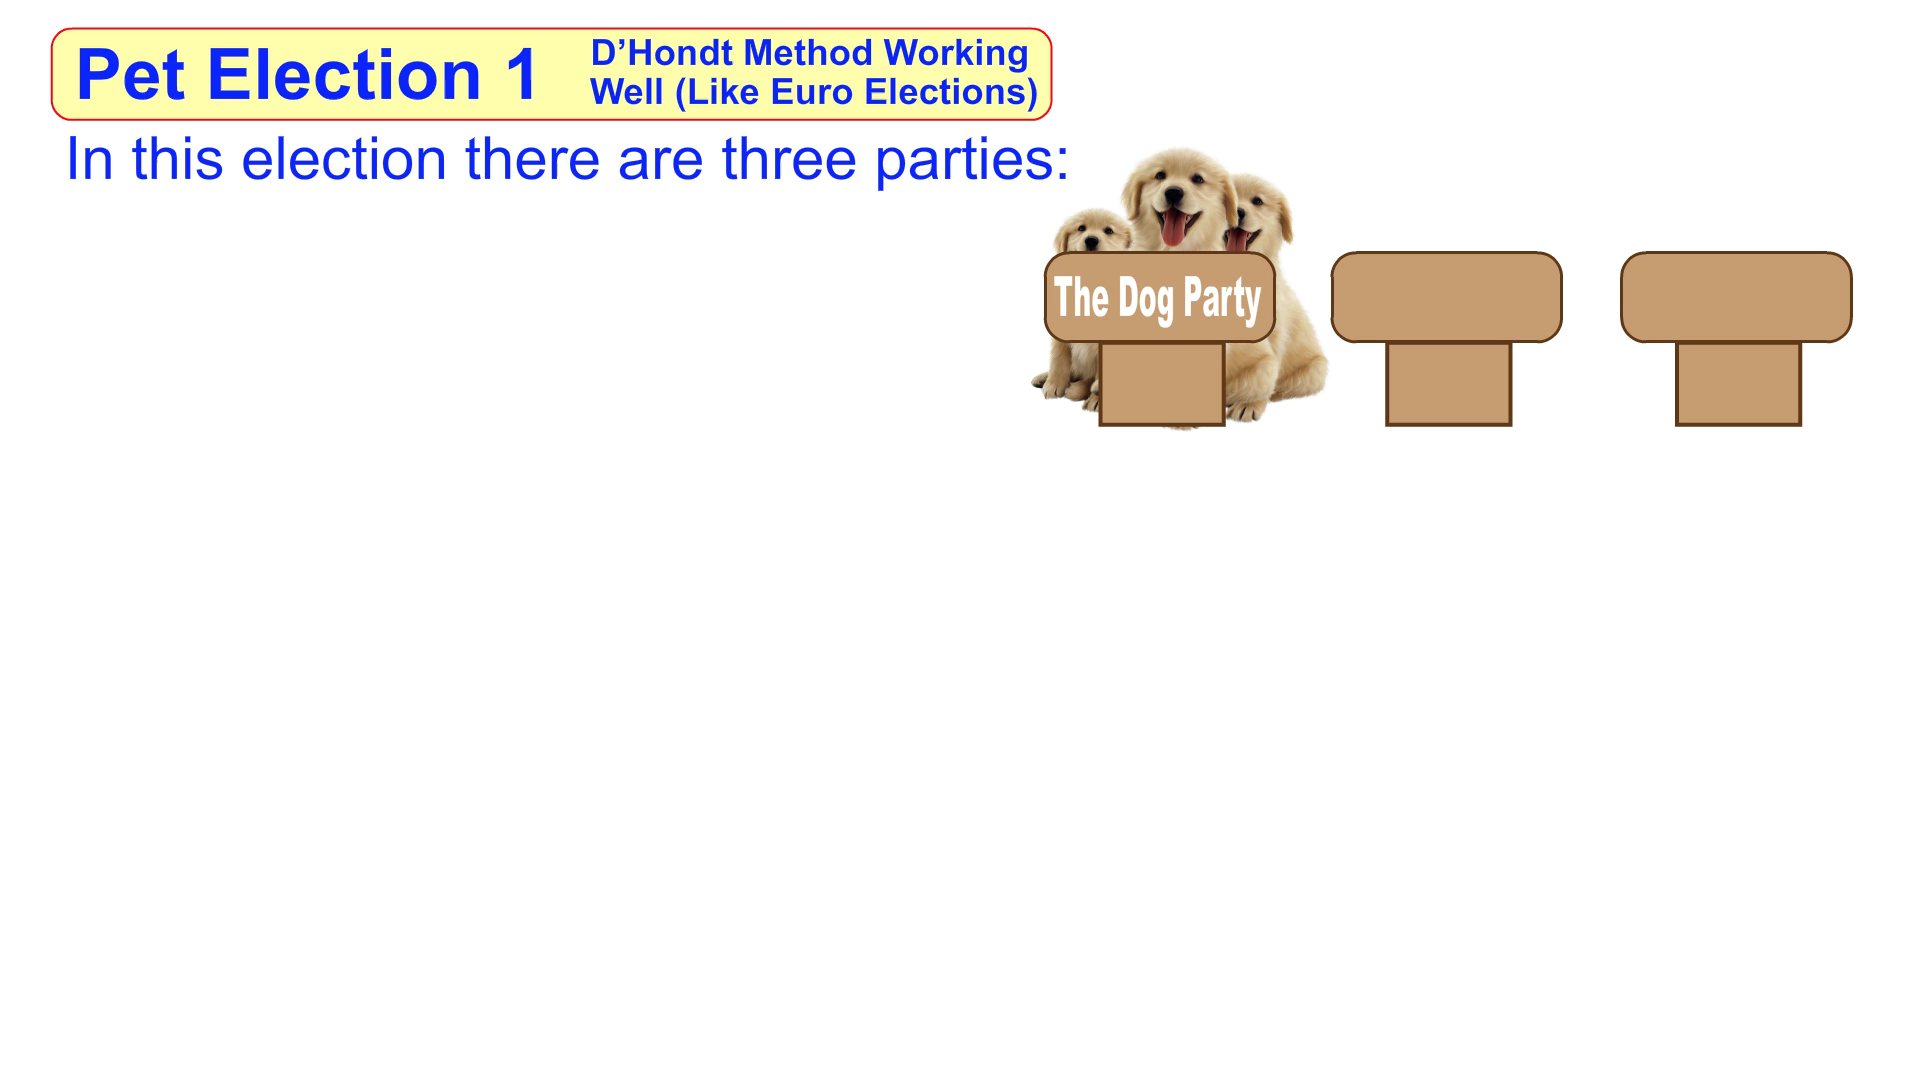 Pet Election 1
D’Hondt Method Working
Well (Like Euro Elections)
In this election there are three parties:
The Dog Party